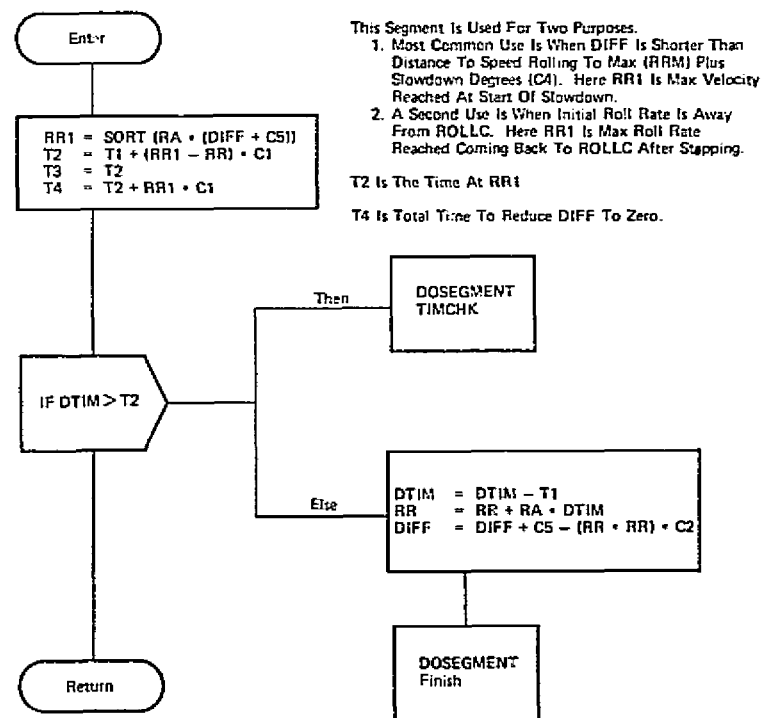 Enter
This Segment Is Used For Two Purposes.
1. Most Common Use Is When DIFF Is Shorter Than
Distance To Speed Rolling To Max (RRM) Plus
Slowdown Degrees (C4). Here RR1 Is Max Velocity
Reached At Start Of Slowdown.
2. A Second Use Is When Initial Roll Rate Is Away
From ROLLC. Here RR1 Is Max Roll Rate
Reached Coming Back To ROLLC After Stopping.
T2 Is The Time At RR1
T4 Is Total Time To Reduce DIFF To Zero.
RR1 = SORT (RA • (DIFF + C5))
T2 = T1 + (RR1 – RR) • C1
T3 = T2
T4 = T2 + RR1 • C1
Then
DOSEGMENT
TIMCHK
IF DTIM > T2
Else
DTIM = DTIM – T1
RR = RR + RA • DTIM
DIFF = DIFF + C5 – (RR • RR) • C2
DOSEGMENT
Finish
Return